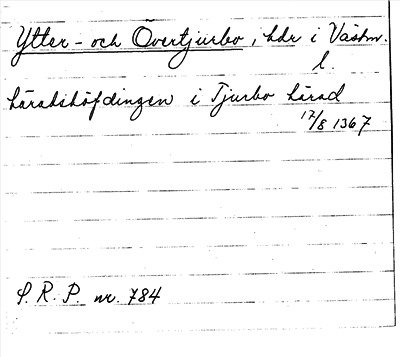 Ytter- och Övertjurbo, hdr i Västm.
l.
häradshöfdingen i Tjurbo härad
17/8 1367
S. R. P. nr. 784